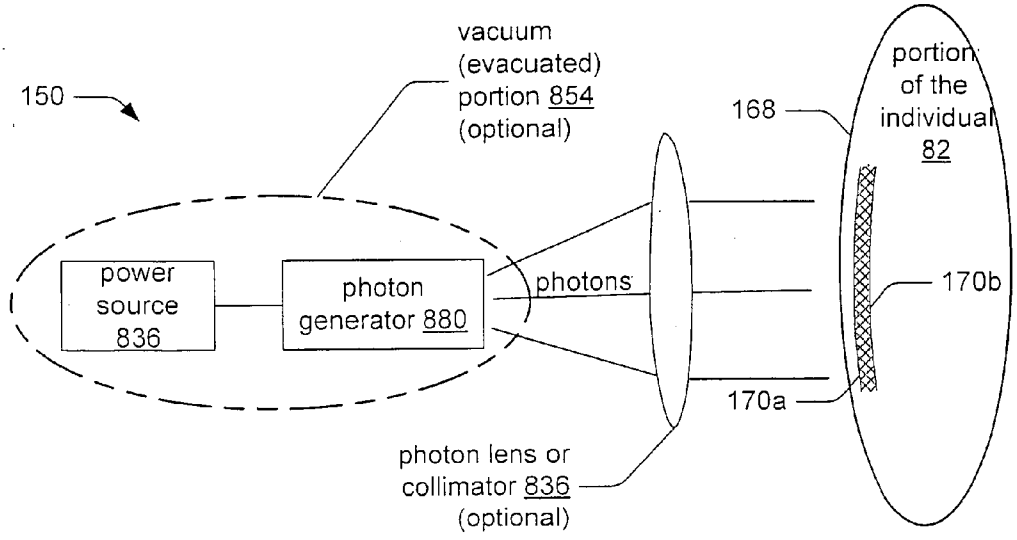 vacuum
(evacuated)
portion 854
(optional)
150
168
portion
of the
individual
82
power
source
836
photon
generator 880
photons
170b
170a
photon lens or
collimator 836
(optional)